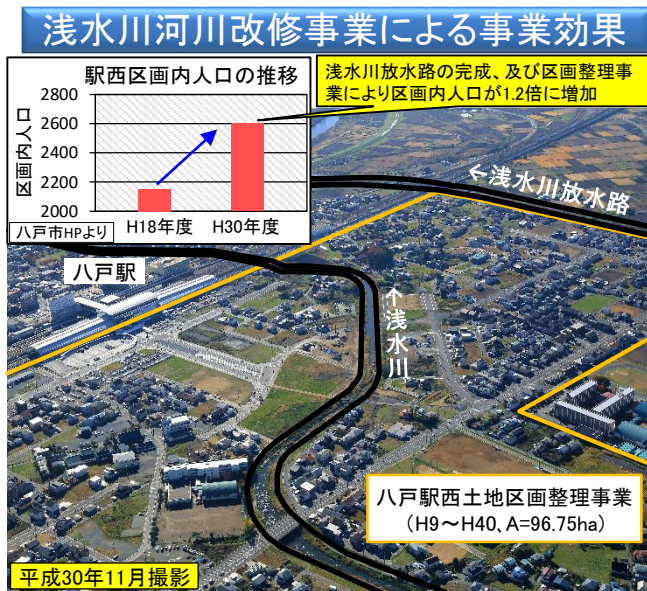 浅水川河川改修事業による事業効果
駅西区画内人口の推移
区画内人口
2800
2600
2400
2200
2000
H18年度 H30年度
八戸市HPより
浅水川放水路の完成、及び区画整理事
業により区画内人口が1.2倍に増加
←浅水川放水路
八戸駅
←浅水川
八戸駅西土地区画整理事業
(H9～H40、A=96.75ha)
平成30年11月撮影